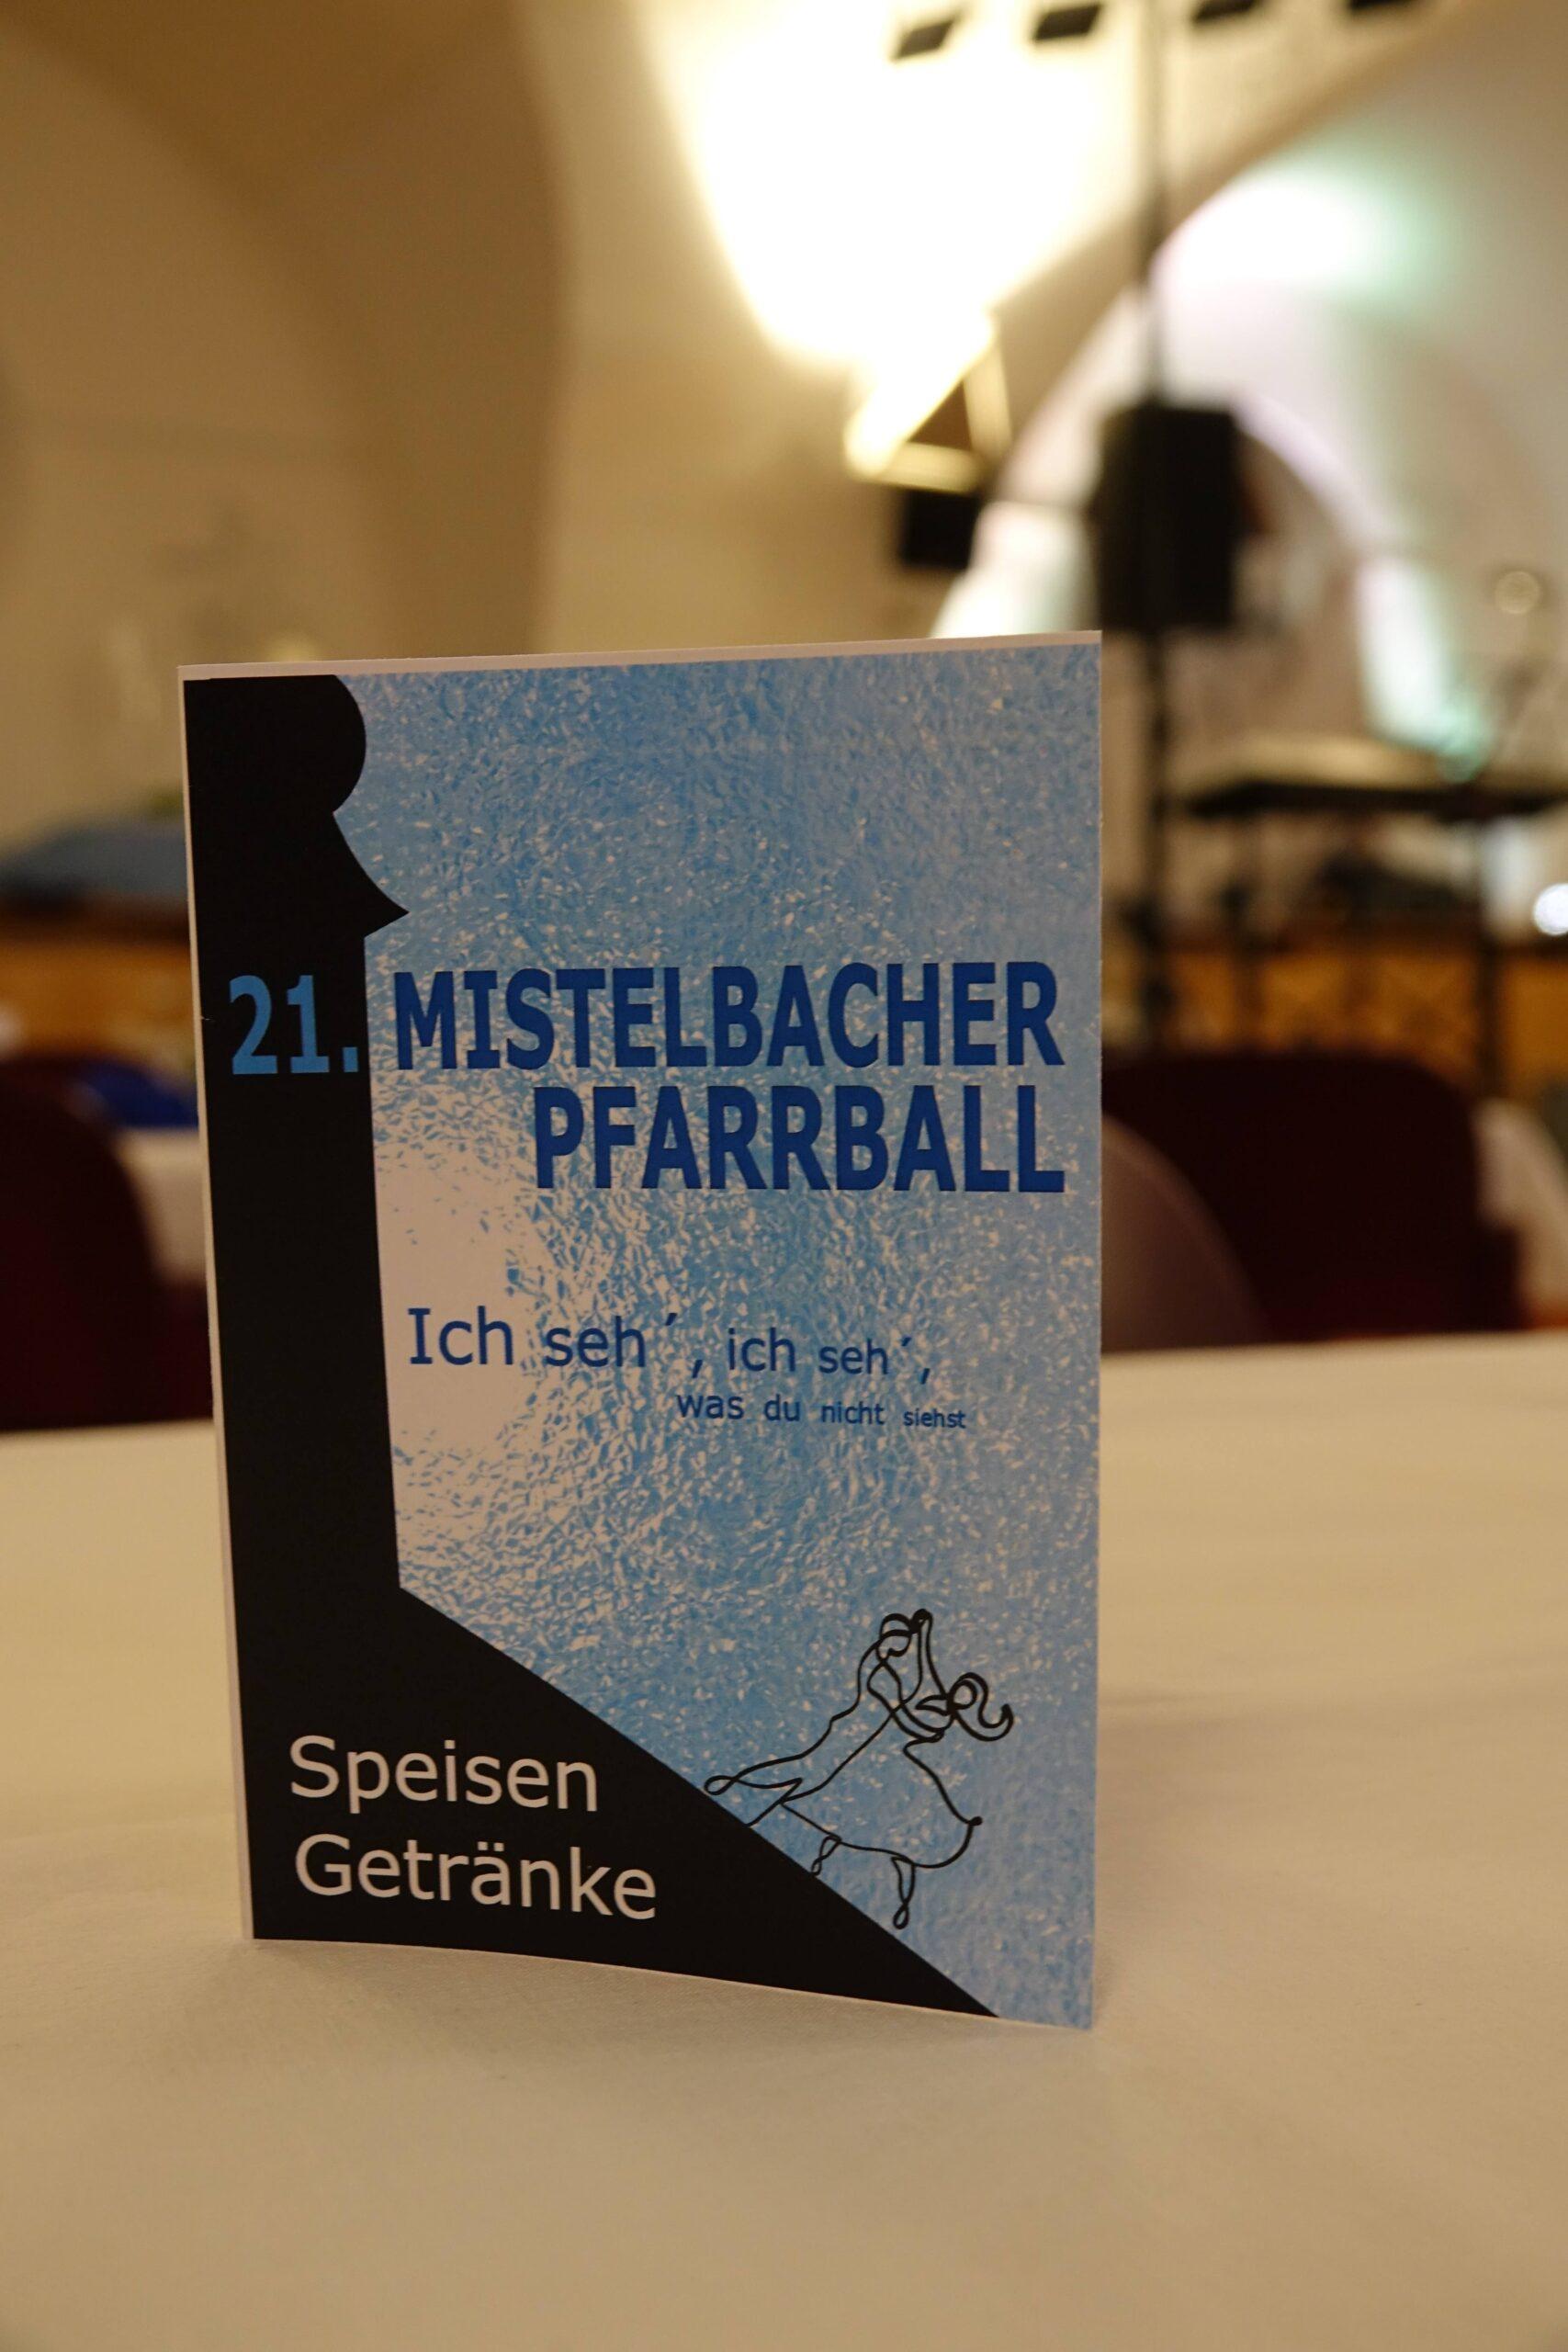 21. MISTELBACHER
PFARRBALL
Ich seh´, ich seh´,
was du nicht siehst
Speisen
Getränke